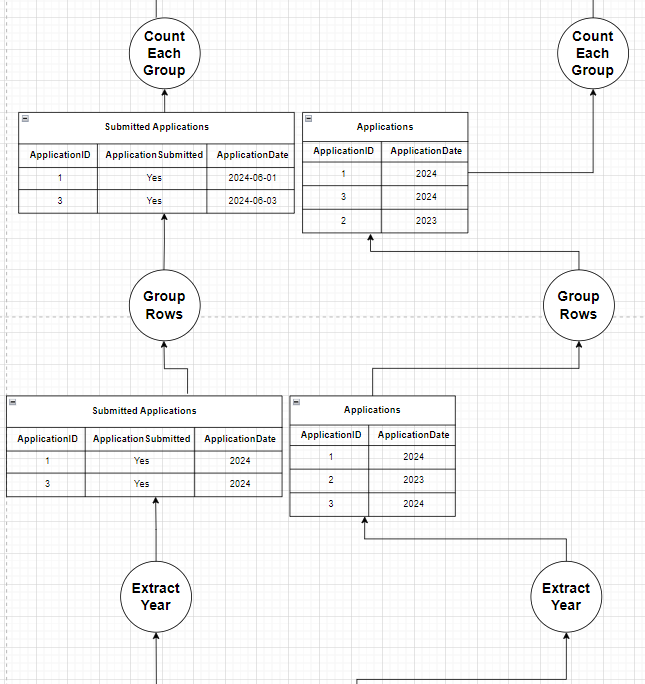 Count
Each
Group
Count
Each
Group
Submitted Applications
ApplicationID ApplicationSubmitted ApplicationDate
1 Yes 2024-06-01
3 Yes 2024-06-03
Applications
ApplicationID ApplicationDate
1 2024
3 2024
2 2023
Group
Rows
Group
Rows
Submitted Applications
ApplicationID ApplicationSubmitted ApplicationDate
1 Yes 2024
3 Yes 2024
Applications
ApplicationID ApplicationDate
1 2024
2 2023
3 2024
Extract
Year
Extract
Year